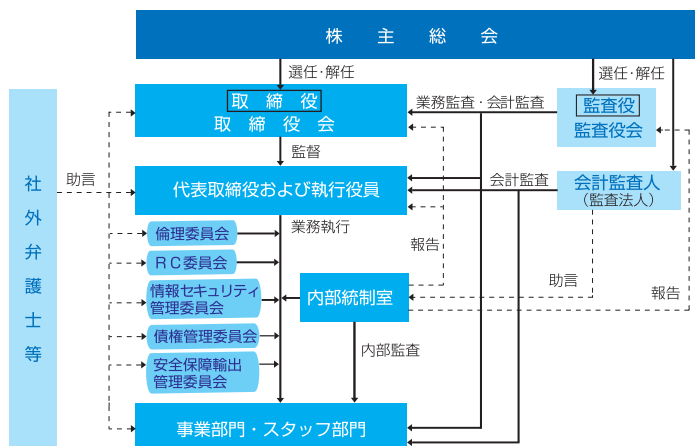 株主総会
選任・解任
選任・解任
取締役
取締役会
業務監査・会計監査
監査役
監査役会
監督
社外弁護士等
助言
代表取締役および執行役員
会計監査
会計監査人
（監査法人）
業務執行
倫理委員会
報告
RC委員会
内部統制室
助言
報告
情報セキュリティ
管理委員会
債権管理委員会
内部監査
安全保障輸出
管理委員会
事業部門・スタッフ部門